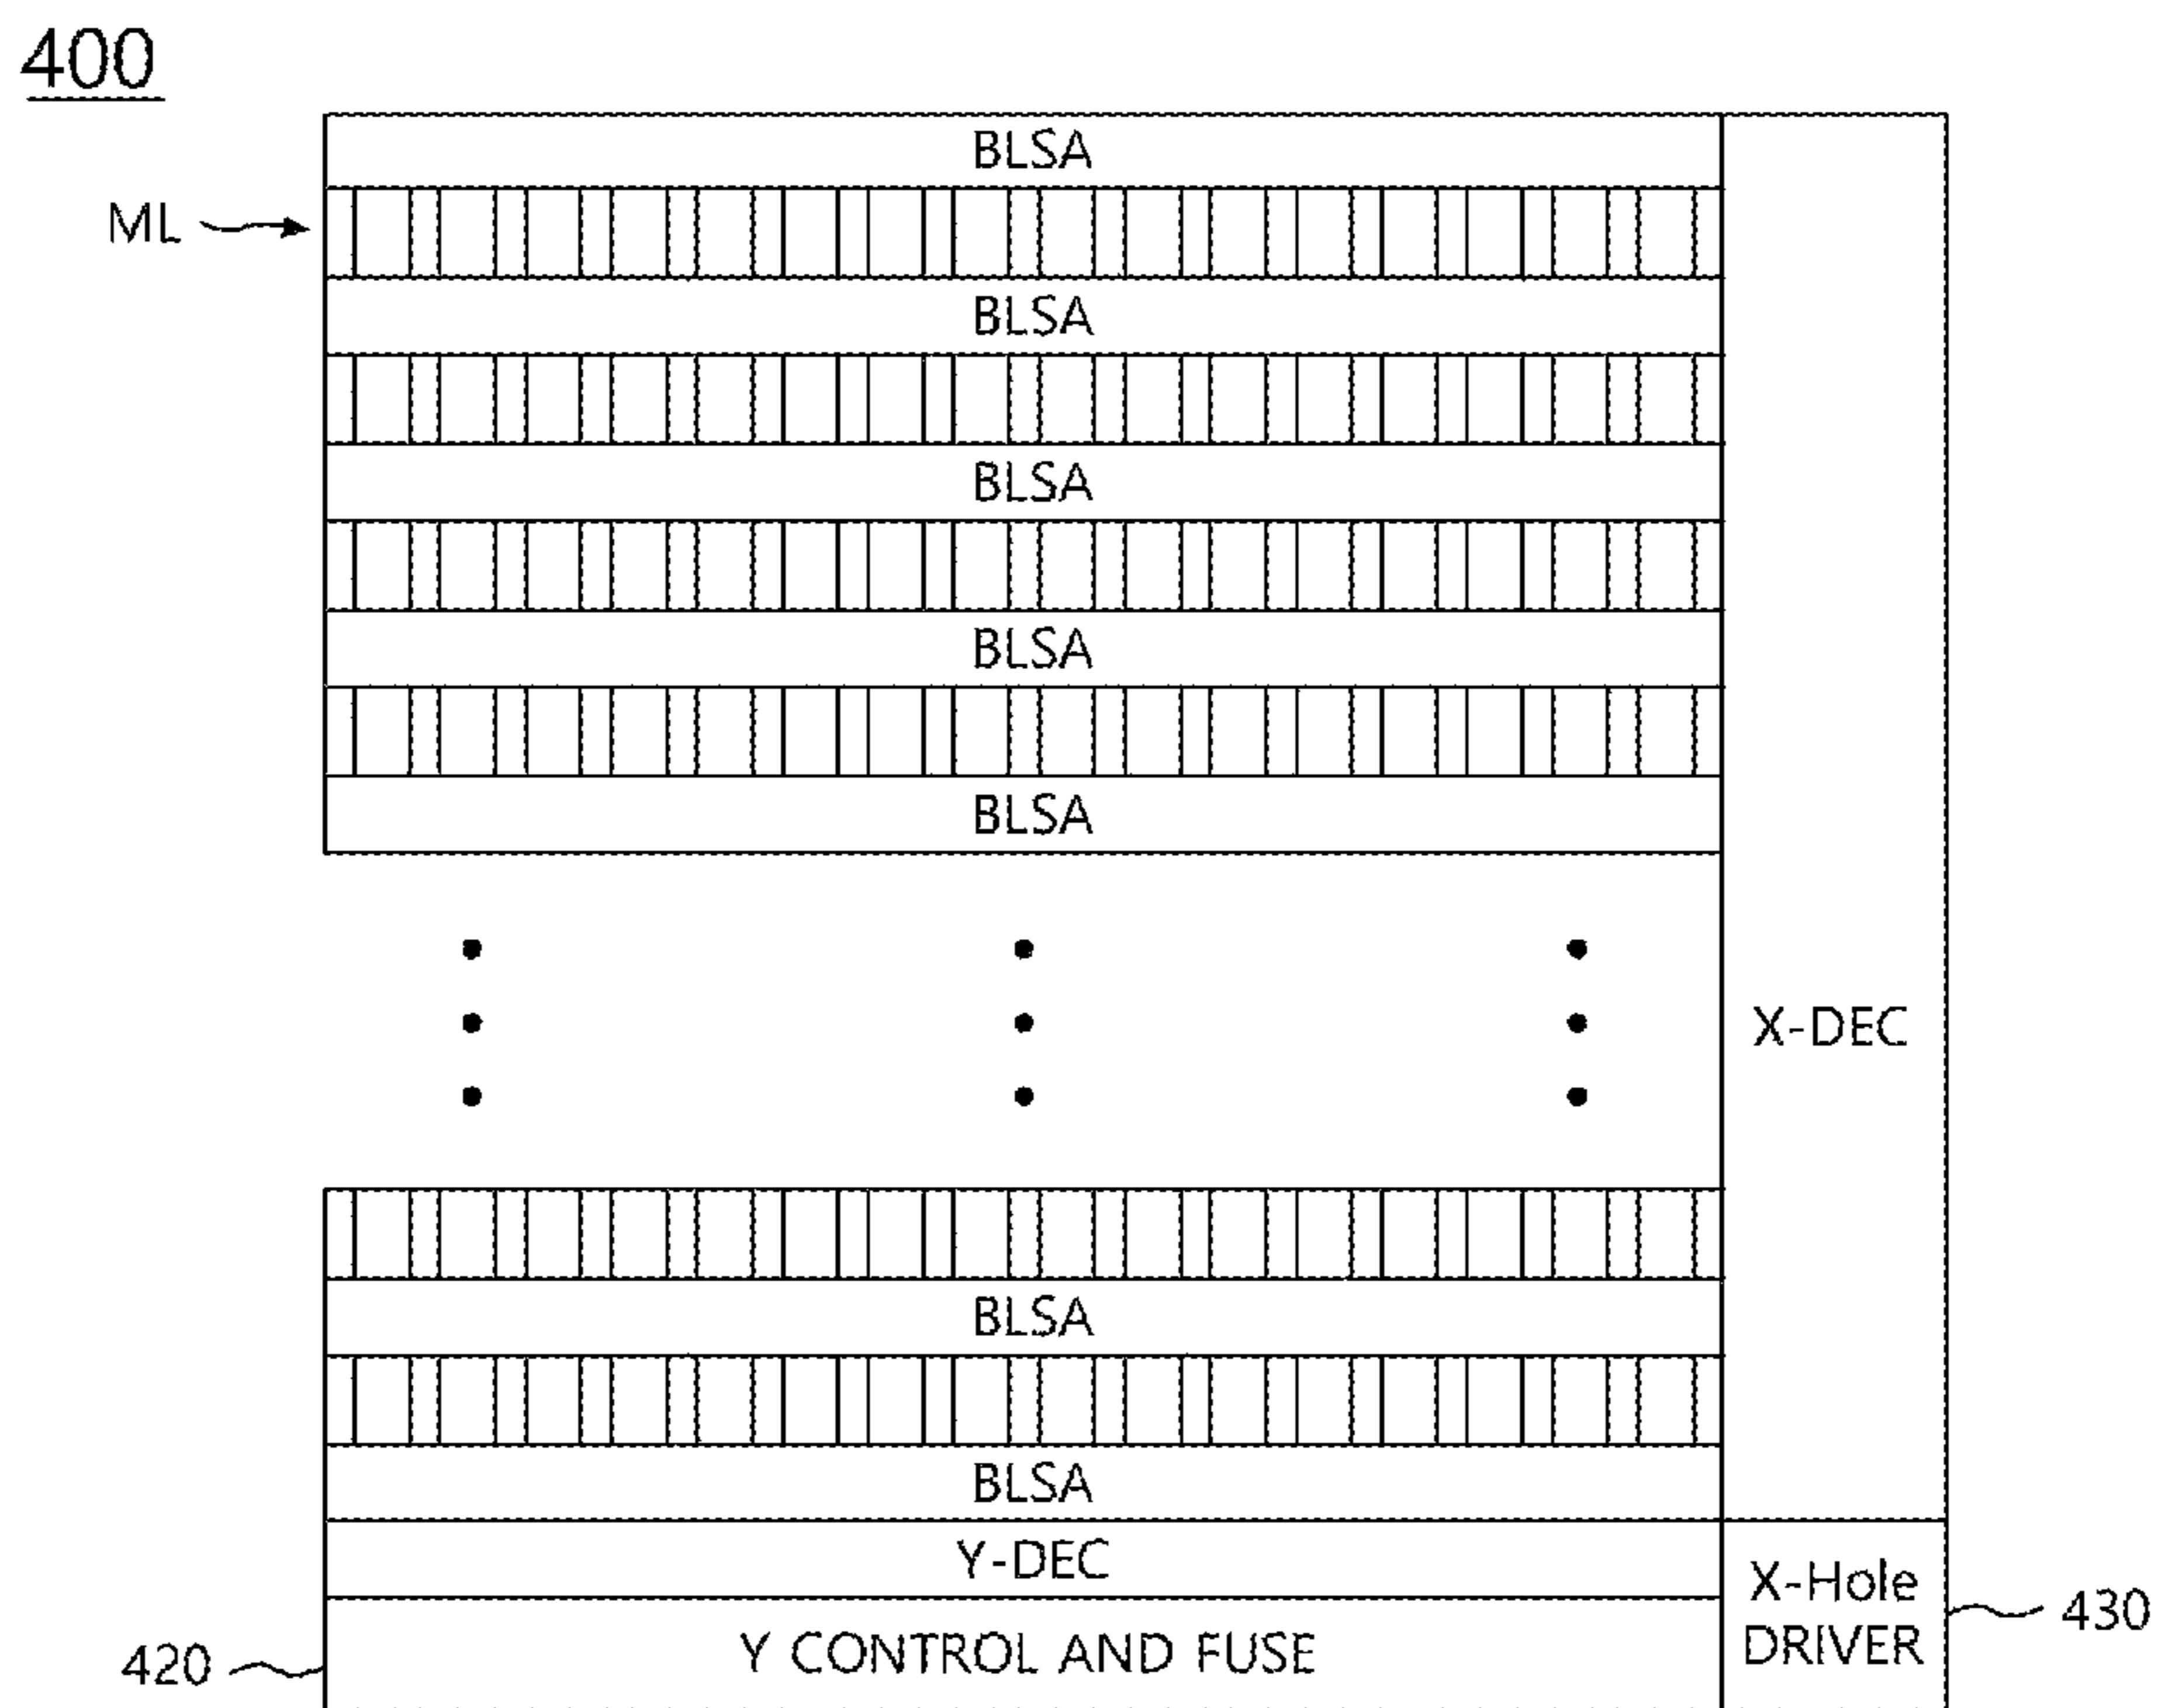 400
BLSA
ML
BLSA
BLSA
BLSA
BLSA
X-DEC
BLSA
BLSA
Y-DEC
X-Hole
DRIVER
430
420
Y CONTROL AND FUSE